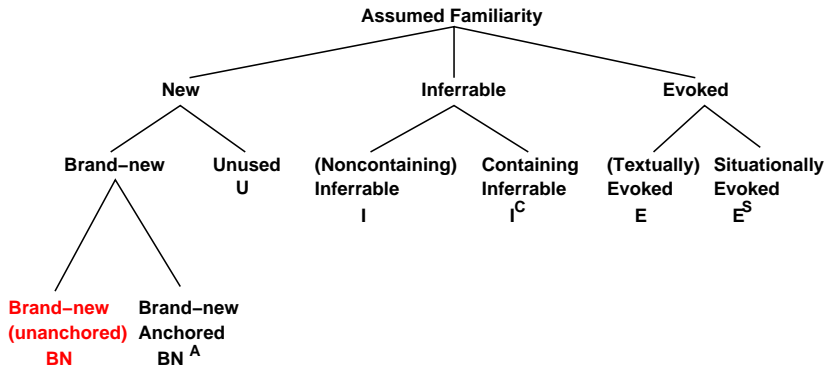 Assumed Familiarity
New Inferrable Evoked
Brand−new Unused (Noncontaining) Containing (Textually) Situationally
U Inferrable Inferrable Evoked Evoked
I I^C E E^S
Brand−new Brand−new
(unanchored) Anchored
BN BN^A